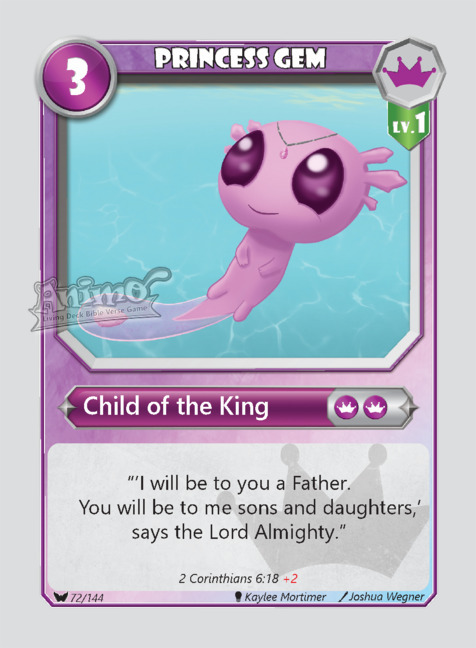 PRINCESS GEM
3
LV.1
Animo
Living Deck Bible Verse Game
Child of the King
"'I will be to you a Father.
You will be to me sons and daughters,'
says the Lord Almighty."
2 Corinthians 6:18 +2
72/144 Kaylee Mortimer Joshua Wegner